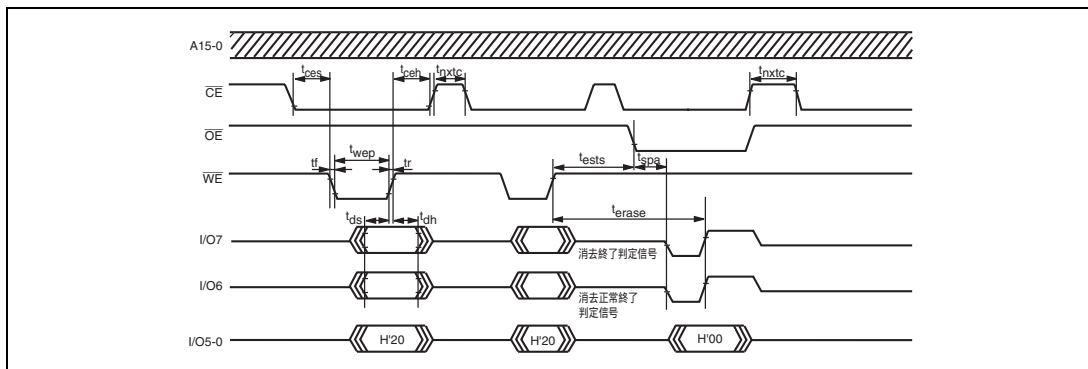 A15-0
tces
tceh
tnxtc
tnxtc
CE
OE
twep
tests
tspa
tf
tr
WE
tds
tdh
terase
I/O7
消去終了判定信号
I/O6
消去正常終了
判定信号
I/O5-0
H'20
H'20
H'00